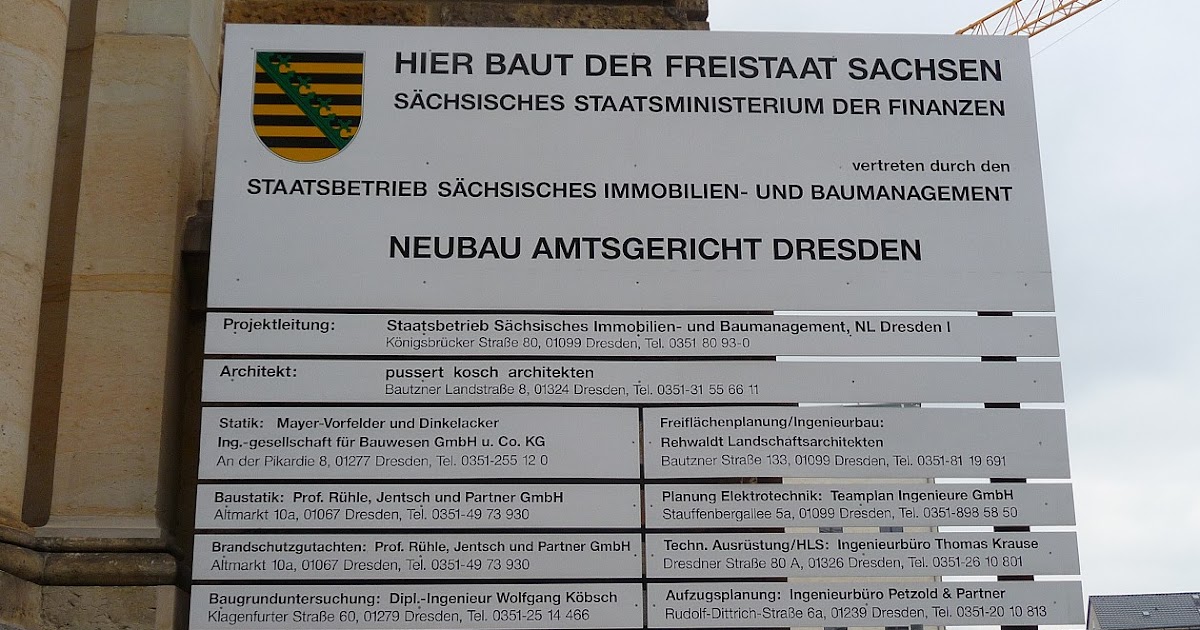 HIER BAUT DER FREISTAAT SACHSEN
SÄCHSISCHES STAATSMINISTERIUM DER FINANZEN
vertreten durch den
STAATSBETRIEB SÄCHSISCHES IMMOBILIEN- UND BAUMANAGEMENT
NEUBAU AMTSGERICHT DRESDEN
Projektleitung: Staatsbetrieb Sächsisches Immobilien- und Baumanagement, NL Dresden I
Königsbrücker Straße 80, 01099 Dresden, Tel. 0351 80 93-0
Architekt: pussert kosch architekten
Bautzner Landstraße 8, 01324 Dresden, Tel. 0351-31 55 66 11
Statik: Mayer-Vorfelder und Dinkelacker
Ing.-gesellschaft für Bauwesen GmbH u. Co. KG
An der Pikardie 8, 01277 Dresden, Tel. 0351-255 12 0
Freiflächenplanung/Ingenieurbau:
Rehwaldt Landschaftsarchitekten
Bautzner Straße 133, 01099 Dresden, Tel. 0351-81 19 691
Baustatik: Prof. Rühle, Jentsch und Partner GmbH
Altmarkt 10a, 01067 Dresden, Tel. 0351-49 73 930
Planung Elektrotechnik: Teamplan Ingenieure GmbH
Stauffenbergallee 5a, 01099 Dresden, Tel. 0351-898 58 50
Brandschutzgutachten: Prof. Rühle, Jentsch und Partner GmbH
Altmarkt 10a, 01067 Dresden, Tel. 0351-49 73 930
Techn. Ausrüstung/HLS: Ingenieurbüro Thomas Krause
Dresdner Straße 80 A, 01326 Dresden, Tel. 0351-26 10 801
Baugrunduntersuchung: Dipl.-Ingenieur Wolfgang Köbsch
Klagenfurter Straße 60, 01279 Dresden, Tel. 0351-25 14 466
Aufzugsplanung: Ingenieurbüro Petzold & Partner
Rudolf-Dittrich-Straße 6a, 01239 Dresden, Tel. 0351-20 10 813